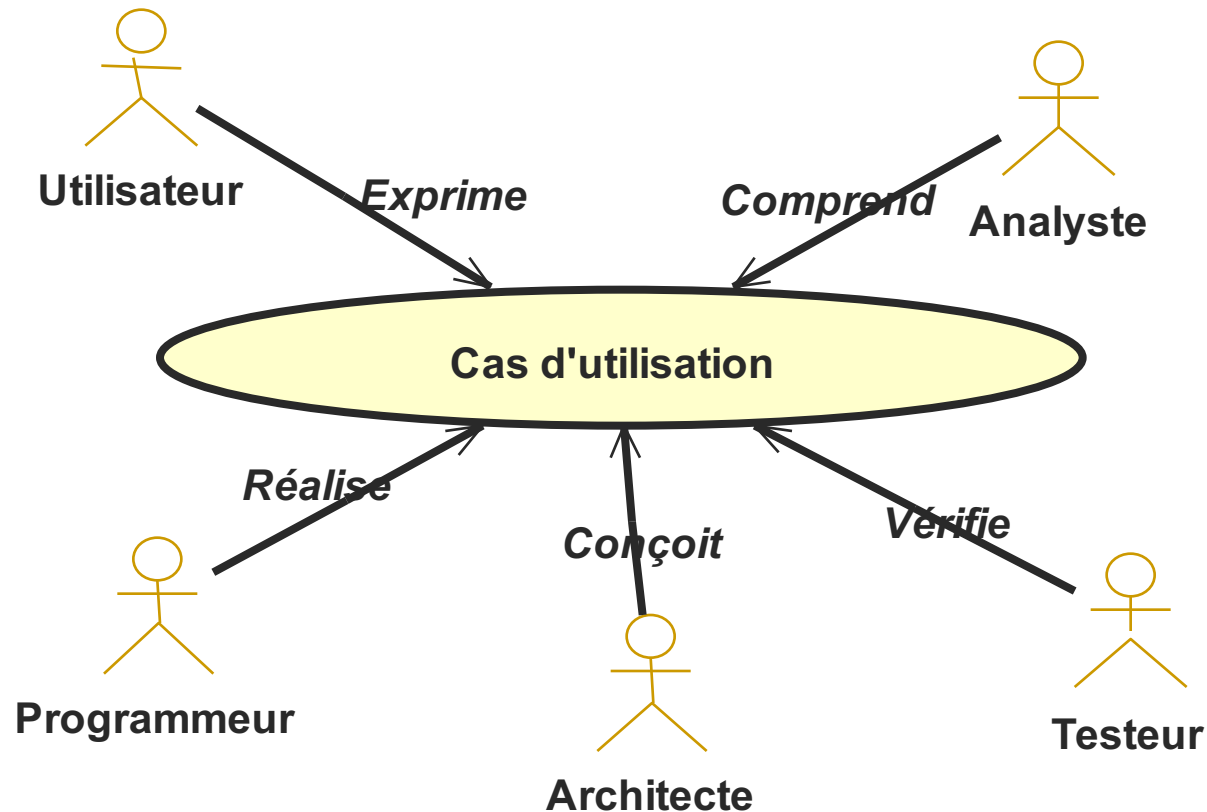 Utilisateur
Exprime
Comprend
Analyste
Cas d'utilisation
Réalise
Conçoit
Vérifie
Programmeur
Architecte
Testeur